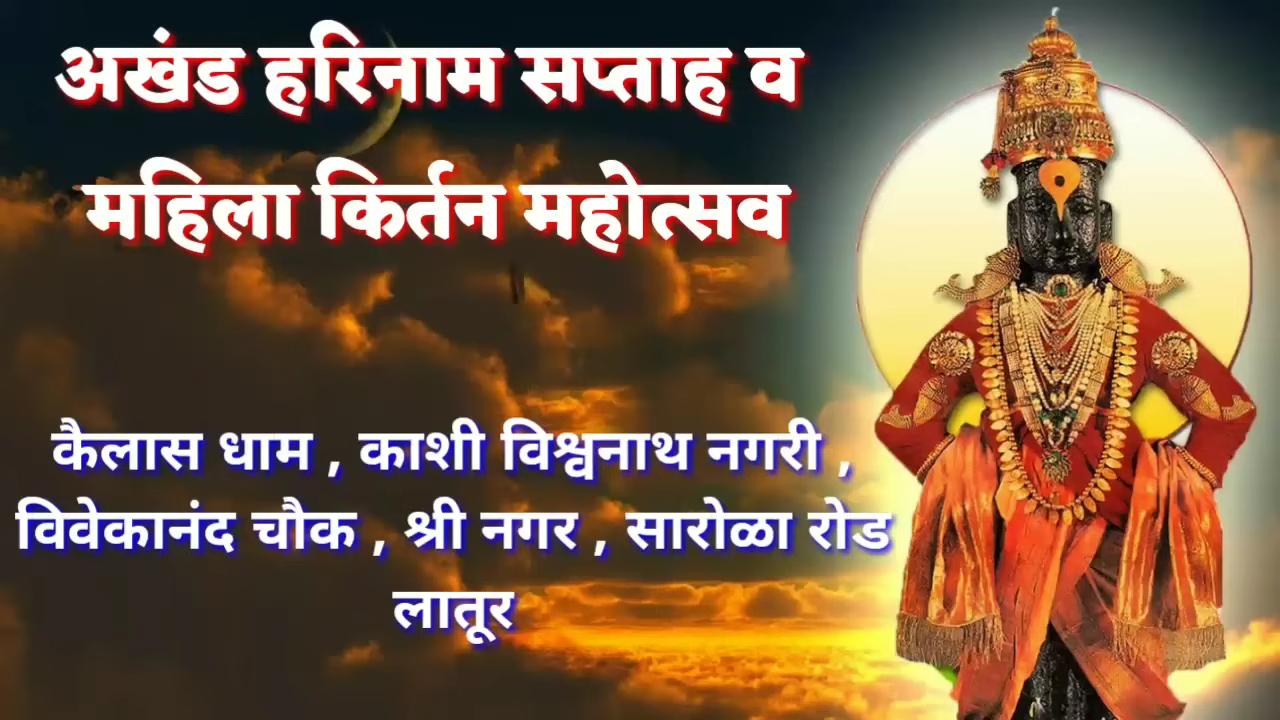 अखंड हरिनाम सप्ताह व
महिला किर्तन महोत्सव
कैलास धाम , काशी विश्वनाथ नगरी ,
विवेकानंद चौक , श्री नगर , सारोळा रोड
लातूर